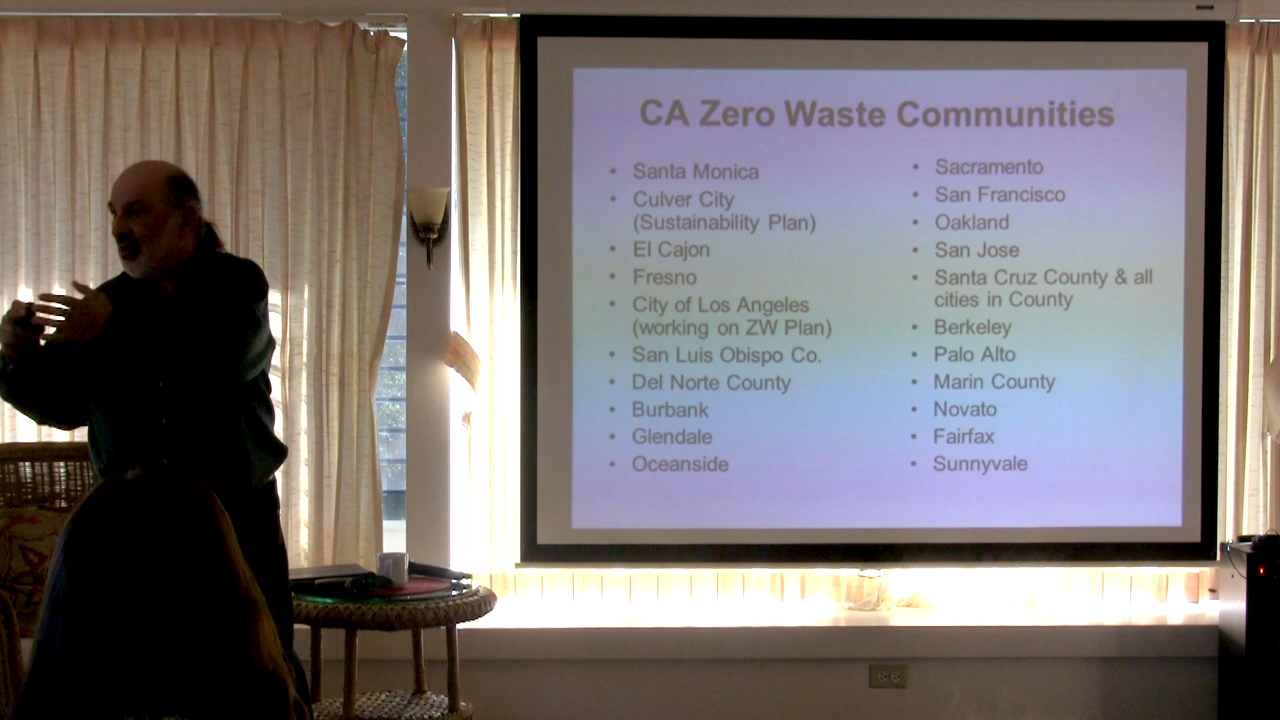 CA Zero Waste Communities
• Santa Monica
• Culver City
(Sustainability Plan)
• El Cajon
• Fresno
• City of Los Angeles
(working on ZW Plan)
• San Luis Obispo Co.
• Del Norte County
• Burbank
• Glendale
• Oceanside
• Sacramento
• San Francisco
• Oakland
• San Jose
• Santa Cruz County & all
cities in County
• Berkeley
• Palo Alto
• Marin County
• Novato
• Fairfax
• Sunnyvale